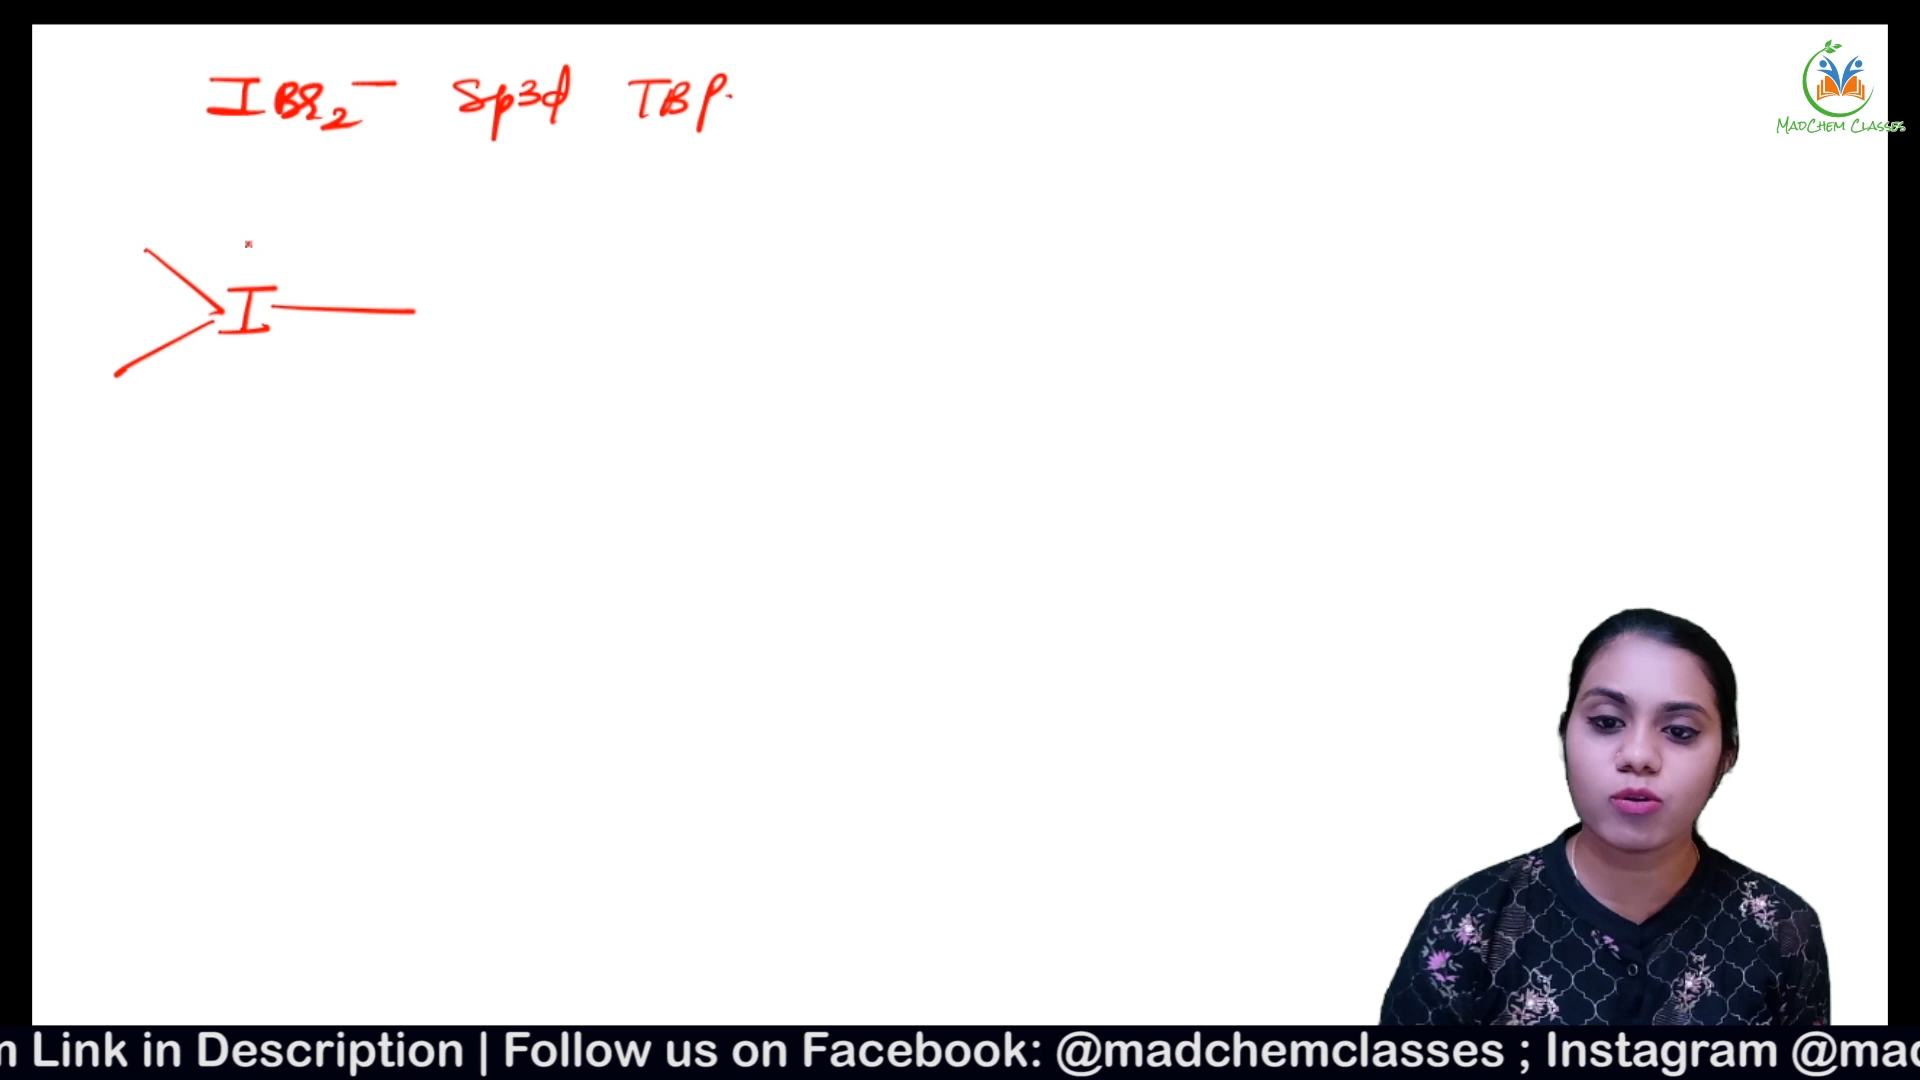 IBr2⁻ Sp3d TBP.
MadChem Classes
I
m Link in Description | Follow us on Facebook: @madchemclasses ; Instagram @mad